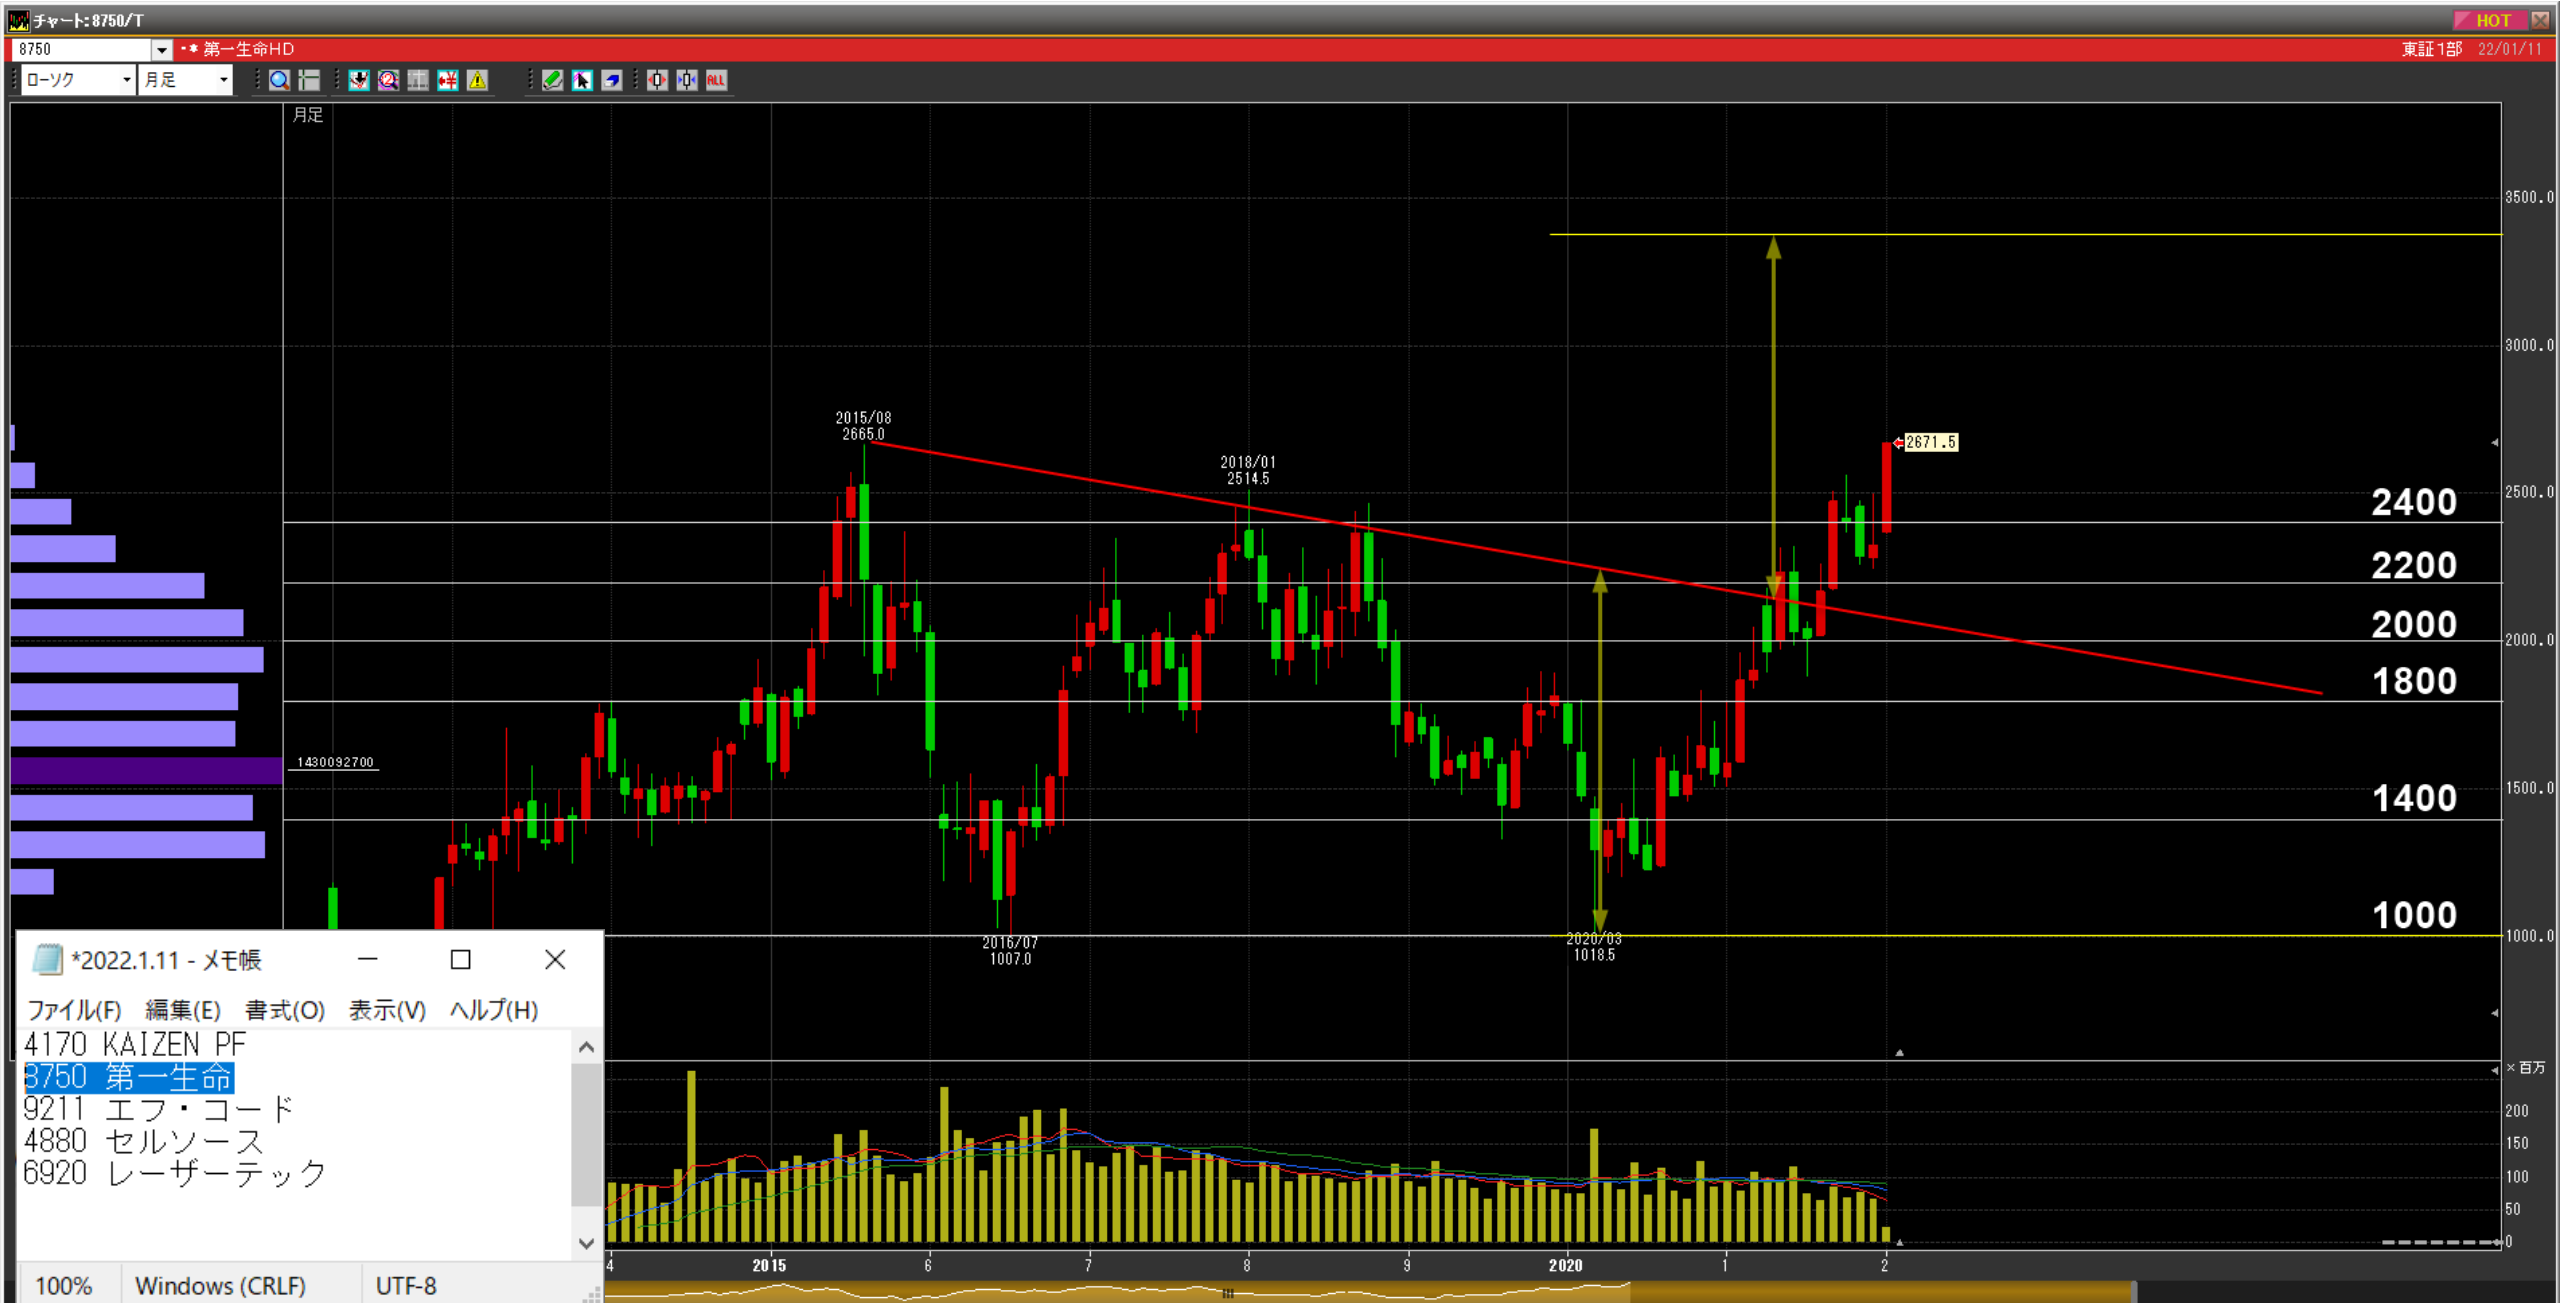 チャート:8750/T
HOT
8750
・* 第一生命HD
東証1部 22/01/11
ローソク
月足
ALL
月足
3500.0
3000.0
2015/08
2665.0
2671.5
2018/01
2514.5
2400
2500.0
2200
2000
2000.0
1800
1430092700
1400
1500.0
1000
1000.0
2016/07
1007.0
2020/03
1018.5
×百万
200
150
100
50
0
4
2015
6
7
8
9
2020
1
2
*2022.1.11 - メモ帳
ファイル(F) 編集(E) 書式(O) 表示(V) ヘルプ(H)
4170 KAIZEN PF
8750 第一生命
9211 エフ・コード
4880 セルソース
6920 レーザーテック
100% Windows (CRLF) UTF-8